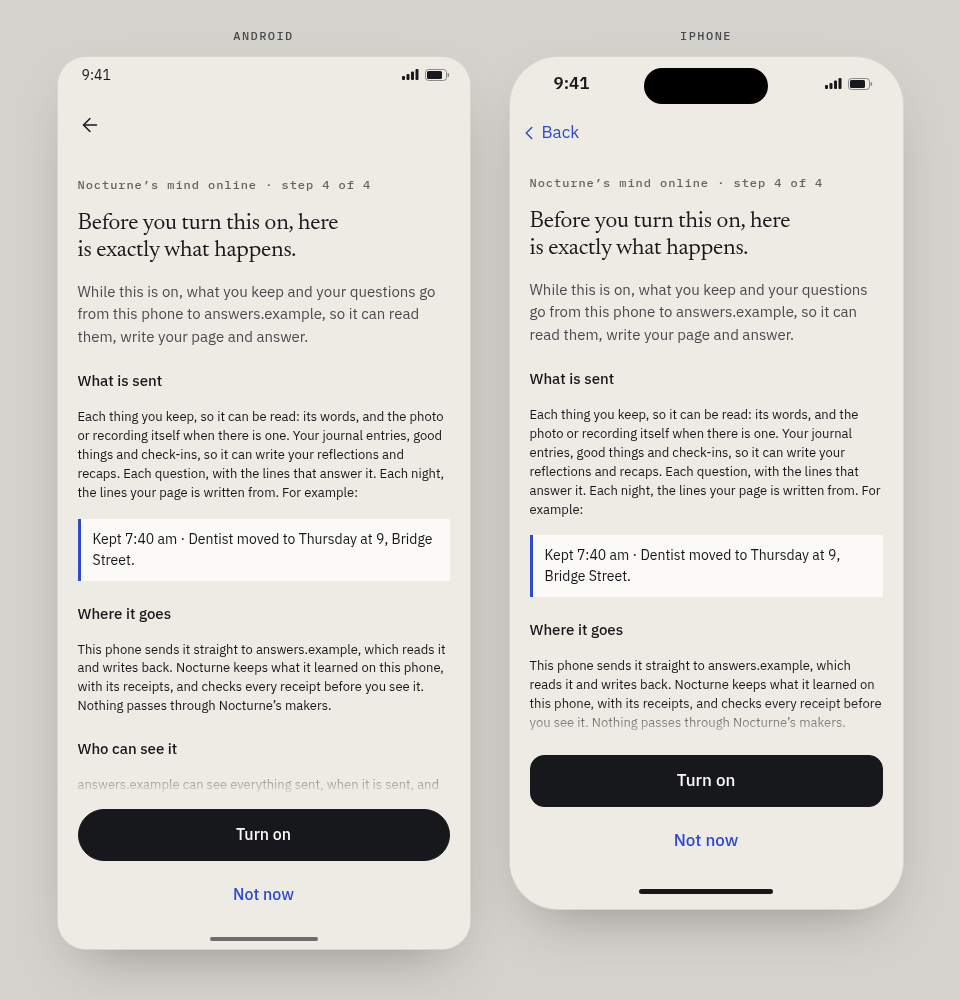 ANDROID
9:41
Nocturne’s mind online · step 4 of 4
Before you turn this on, here
is exactly what happens.
While this is on, what you keep and your questions go
from this phone to answers.example, so it can read
them, write your page and answer.
What is sent
Each thing you keep, so it can be read: its words, and the photo
or recording itself when there is one. Your journal entries, good
things and check-ins, so it can write your reflections and
recaps. Each question, with the lines that answer it. Each night,
the lines your page is written from. For example:
Kept 7:40 am · Dentist moved to Thursday at 9, Bridge
Street.
Where it goes
This phone sends it straight to answers.example, which reads it
and writes back. Nocturne keeps what it learned on this phone,
with its receipts, and checks every receipt before you see it.
Nothing passes through Nocturne’s makers.
Who can see it
answers.example can see everything sent, when it is sent, and
Turn on
Not now
IPHONE
9:41
Back
Nocturne’s mind online · step 4 of 4
Before you turn this on, here
is exactly what happens.
While this is on, what you keep and your questions
go from this phone to answers.example, so it can
read them, write your page and answer.
What is sent
Each thing you keep, so it can be read: its words, and the
photo or recording itself when there is one. Your journal
entries, good things and check-ins, so it can write your
reflections and recaps. Each question, with the lines that
answer it. Each night, the lines your page is written from. For
example:
Kept 7:40 am · Dentist moved to Thursday at 9,
Bridge Street.
Where it goes
This phone sends it straight to answers.example, which
reads it and writes back. Nocturne keeps what it learned on
this phone, with its receipts, and checks every receipt before
you see it. Nothing passes through Nocturne’s makers.
Turn on
Not now